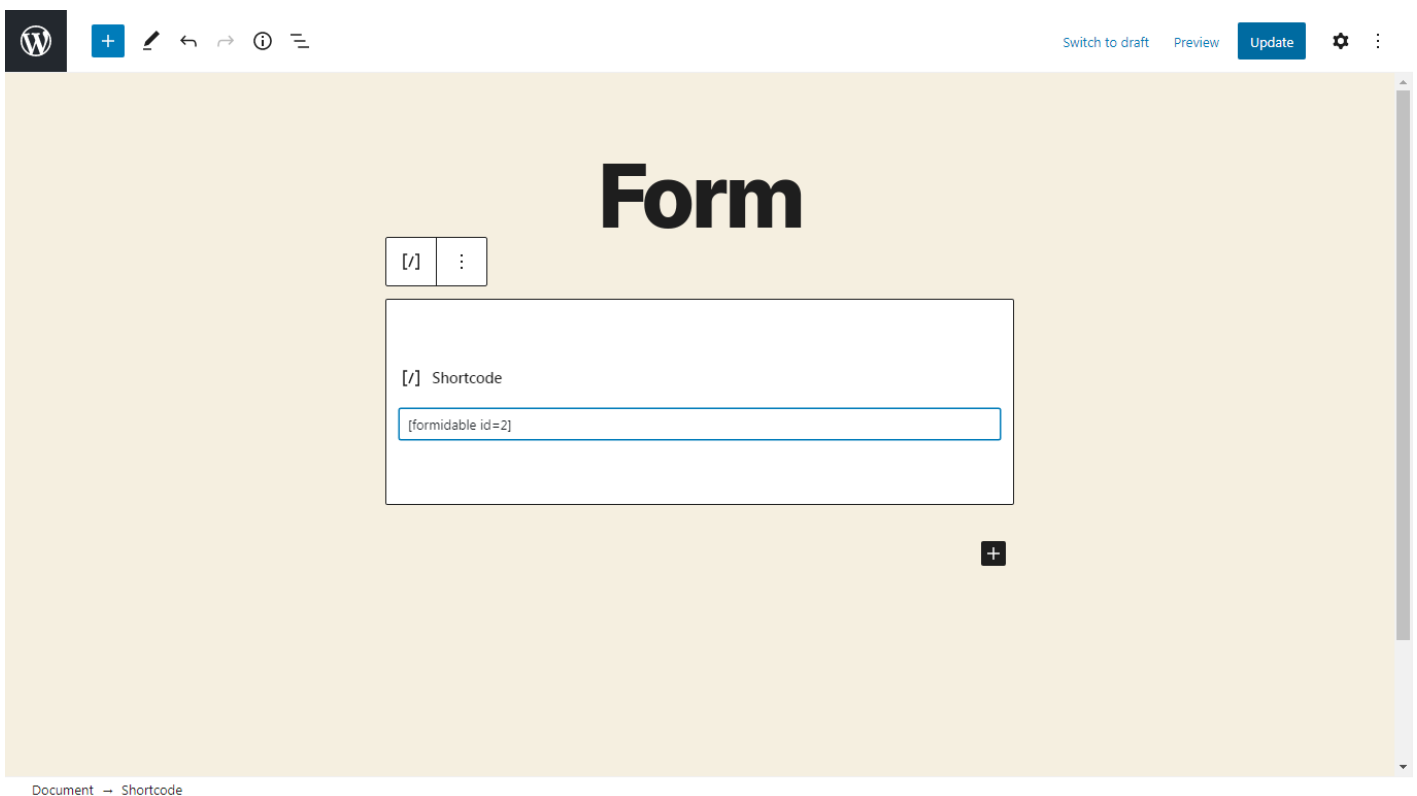 Switch to draft Preview Update
Form
[/]
[/] Shortcode
[formidable id=2]
Document → Shortcode